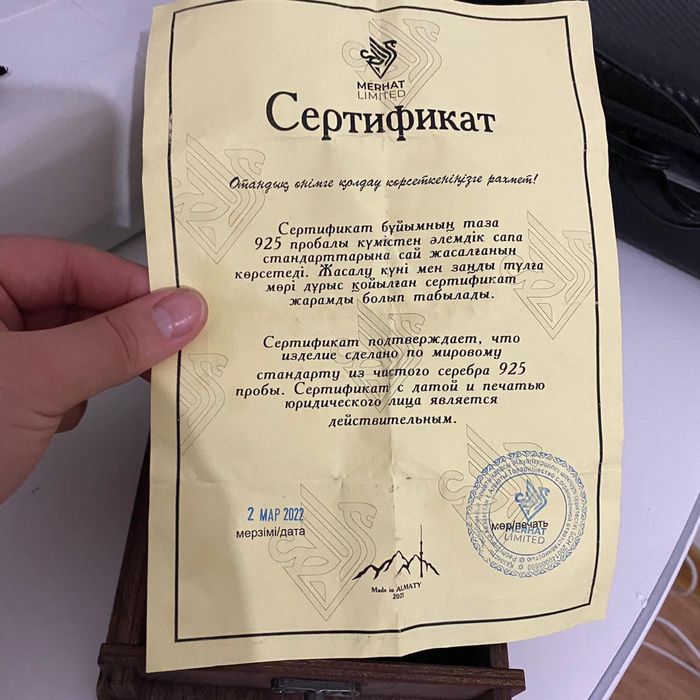 MERHAT
LIMITED
Сертификат
Отандық өнімге қолдау көрсеткеніңізге рахмет!
Сертификат бұйымның таза
925 пробалы күмістен әлемдік сапа
стандарттарына сай жасалғанын
көрсетеді. Жасалу күні мен заңды тұлға
мөрі дұрыс қойылған сертификат
жарамды болып табылады.
Сертификат подтверждает, что
изделие сделано по мировому
стандарту из чистого серебра 925
пробы. Сертификат с датой и печатью
юридического лица является
действительным.
2 МАР 2022
мерзімі/дата
мөр/печать
MERHAT
LIMITED
Made in ALMATY
2021